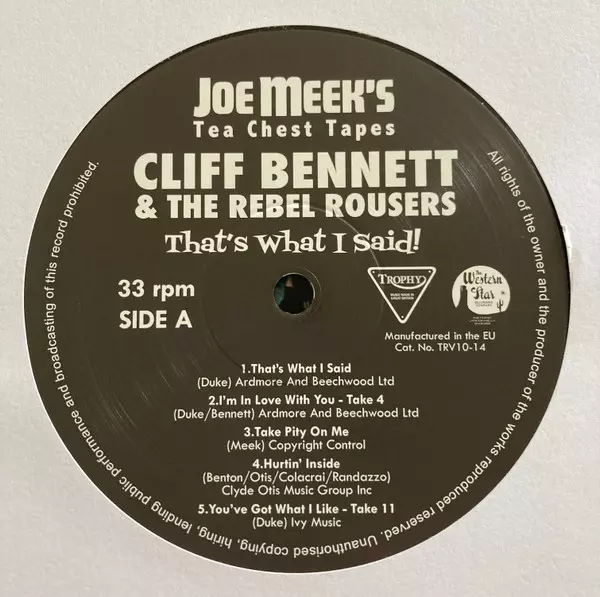 JOE MEEK'S
Tea Chest Tapes
CLIFF BENNETT
& THE REBEL ROUSERS
That's What I Said!
33 rpm
SIDE A
TROPHY
The
Western
Star
Manufactured in the EU
Cat. No. TRV10-14
1.That's What I Said
(Duke) Ardmore And Beechwood Ltd
2.I'm In Love With You - Take 4
(Duke/Bennett) Ardmore And Beechwood Ltd
3.Take Pity On Me
(Meek) Copyright Control
4.Hurtin' Inside
(Benton/Otis/Colacrai/Randazzo)
Clyde Otis Music Group Inc
5.You've Got What I Like - Take 11
(Duke) Ivy Music
All rights of the owner and the producer of the works reproduced reserved. Unauthorised copying, hiring, lending public performance and broadcasting of this record prohibited.